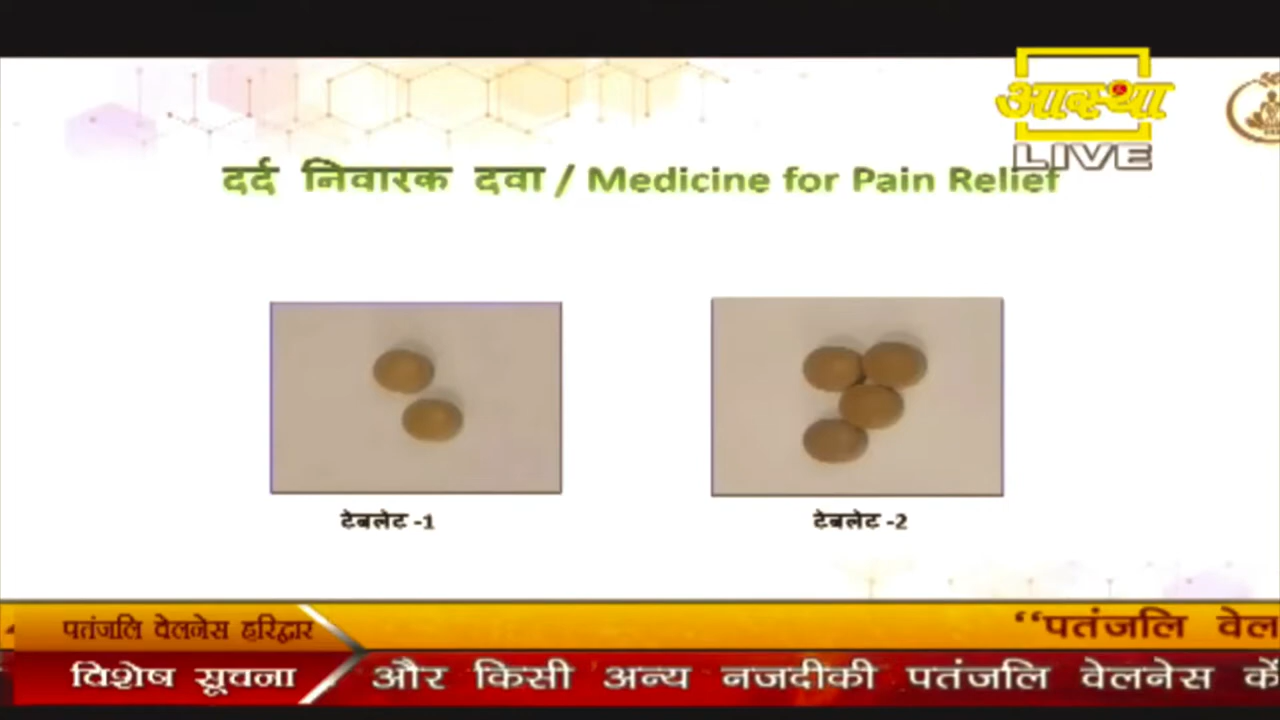 आस्था
LIVE
दर्द निवारक दवा / Medicine for Pain Relief
टेबलेट -1
टेबलेट -2
पतंजलि वेलनेस हरिद्वार
“पतंजलि वेल
विशेष सूचना
और किसी अन्य नजदीकी पतंजलि वेलनेस के